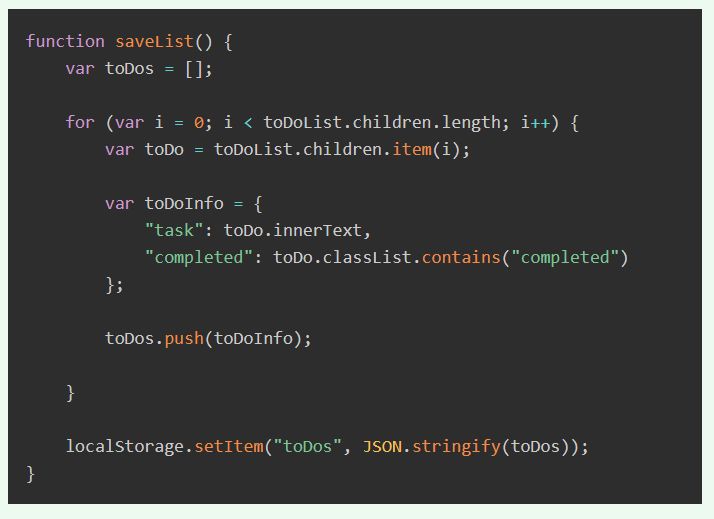 function saveList() {
    var toDos = [];
    for (var i = 0; i < toDoList.children.length; i++) {
        var toDo = toDoList.children.item(i);
        var toDoInfo = {
            "task": toDo.innerText,
            "completed": toDo.classList.contains("completed")
        };
        toDos.push(toDoInfo);
    }
    localStorage.setItem("toDos", JSON.stringify(toDos));
}